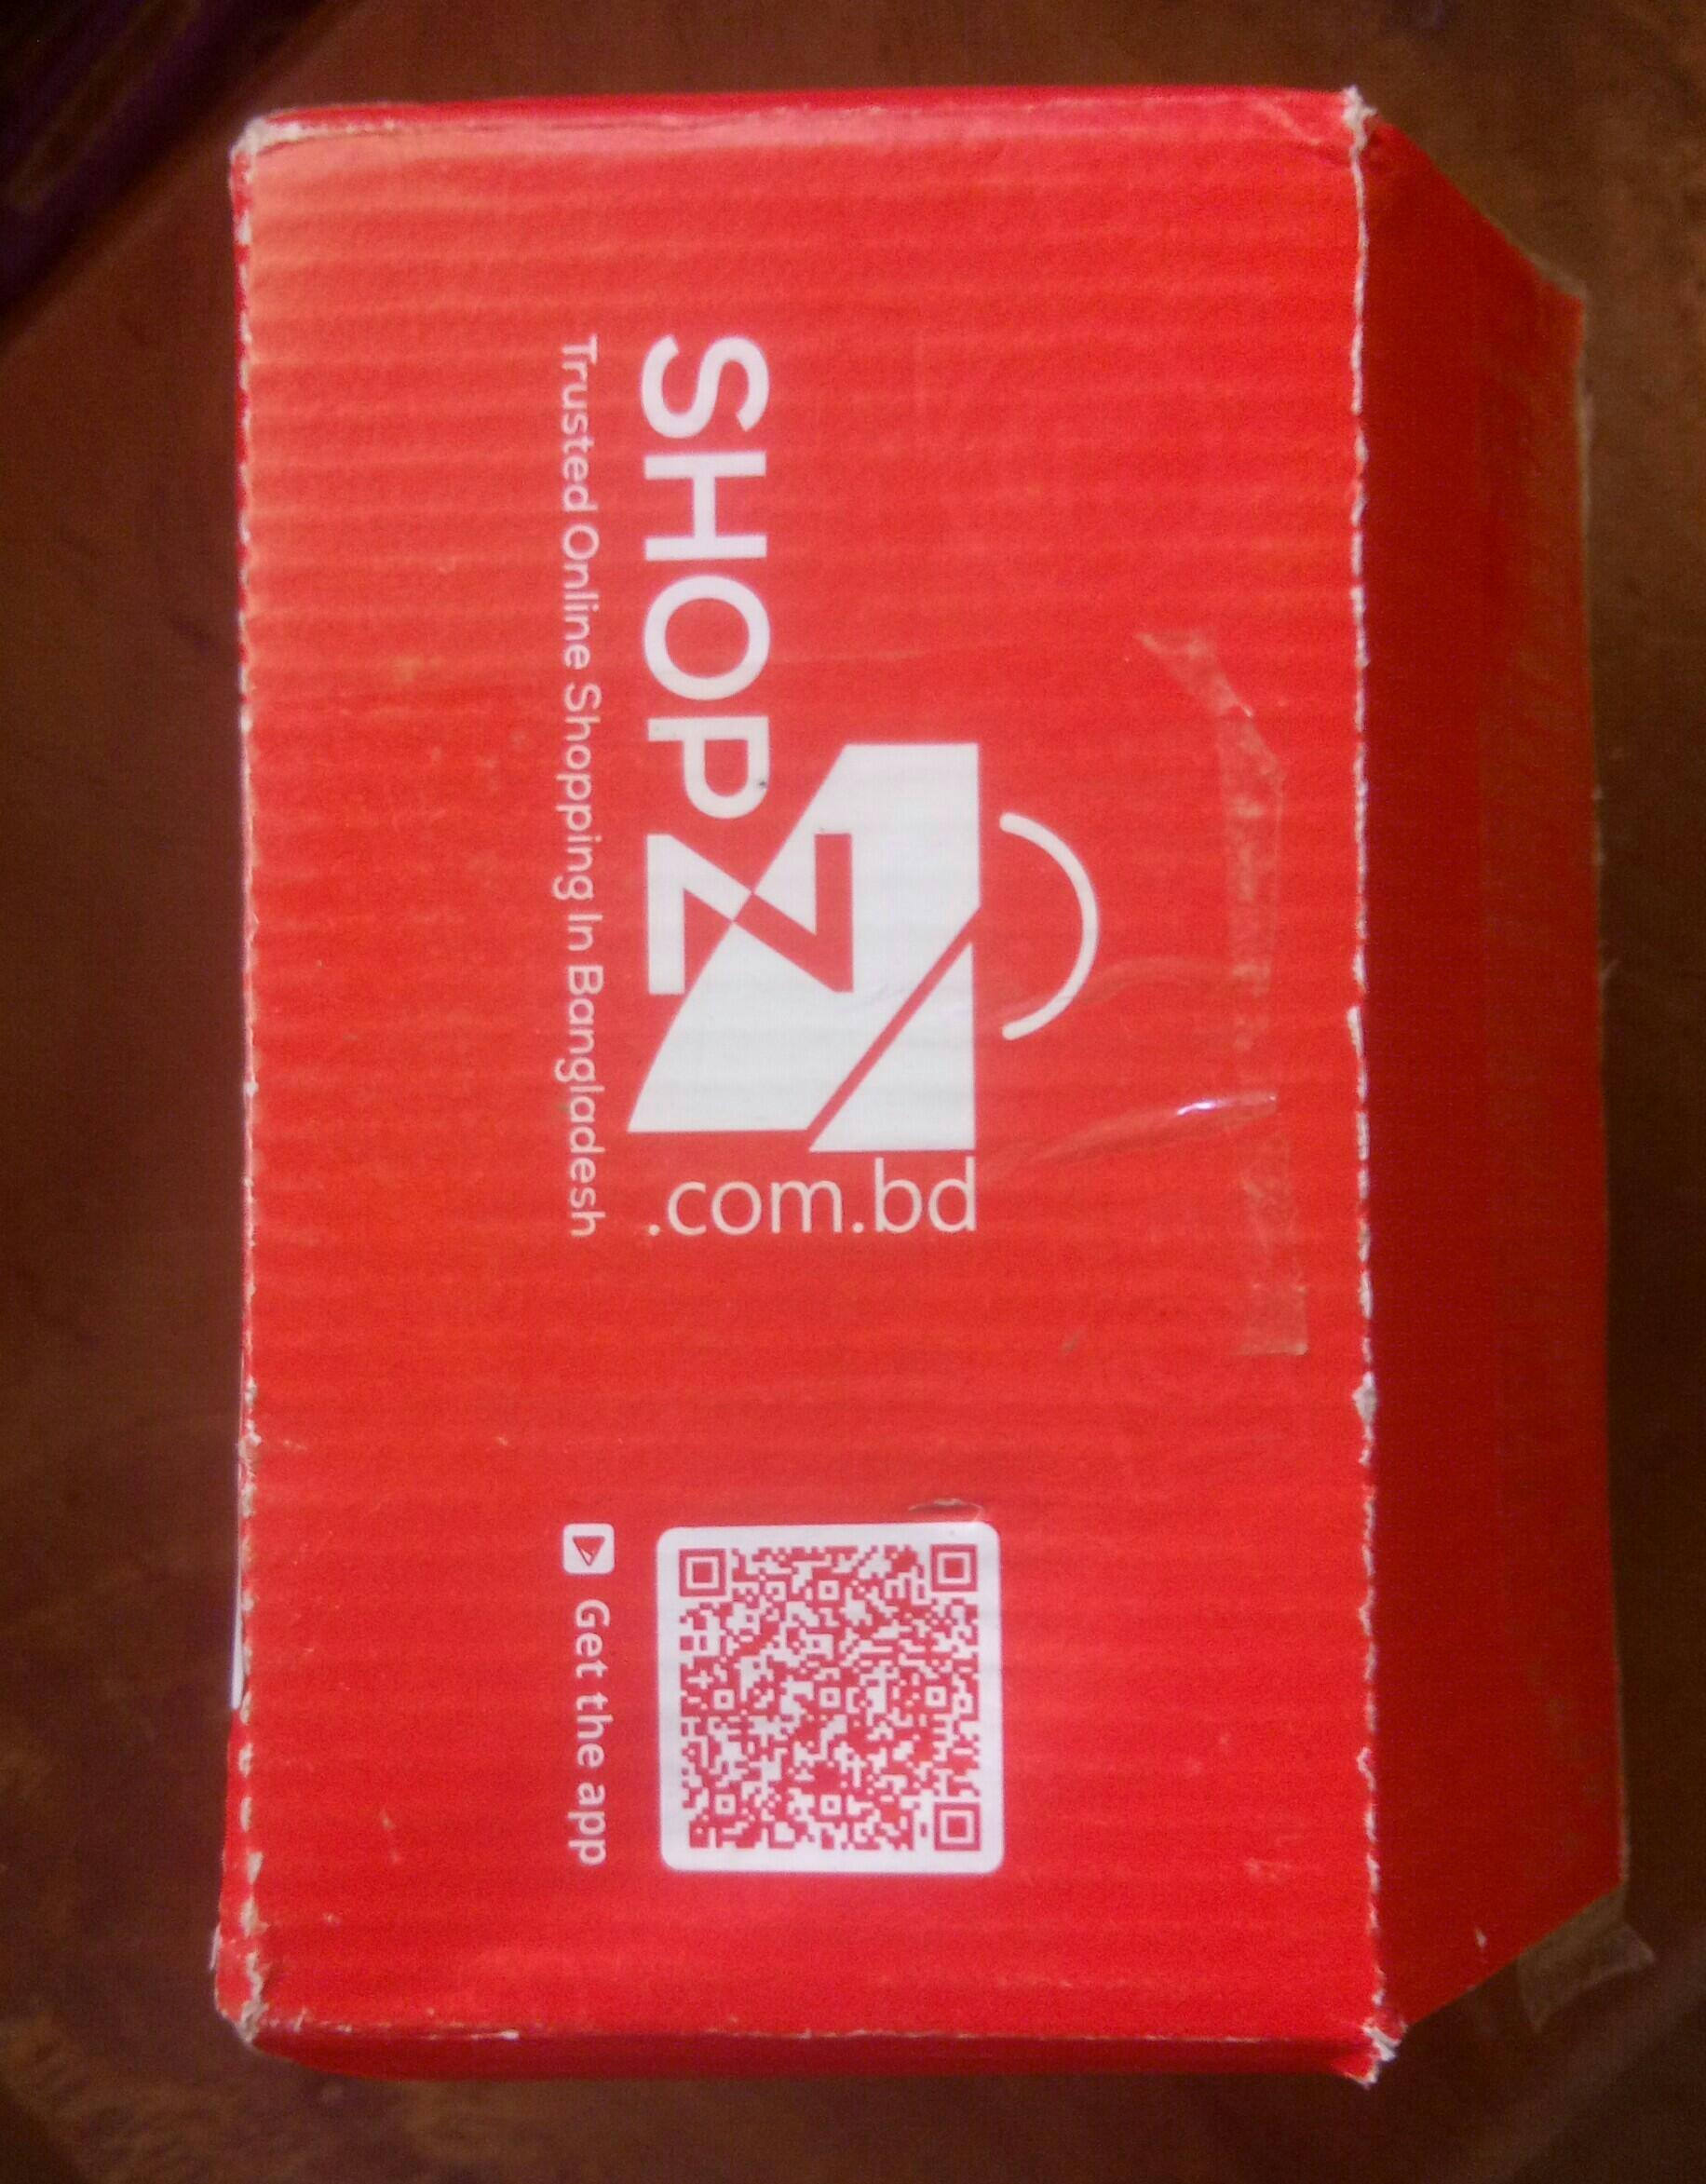 SHOPZ
.com.bd
Trusted Online Shopping In Bangladesh
Get the app